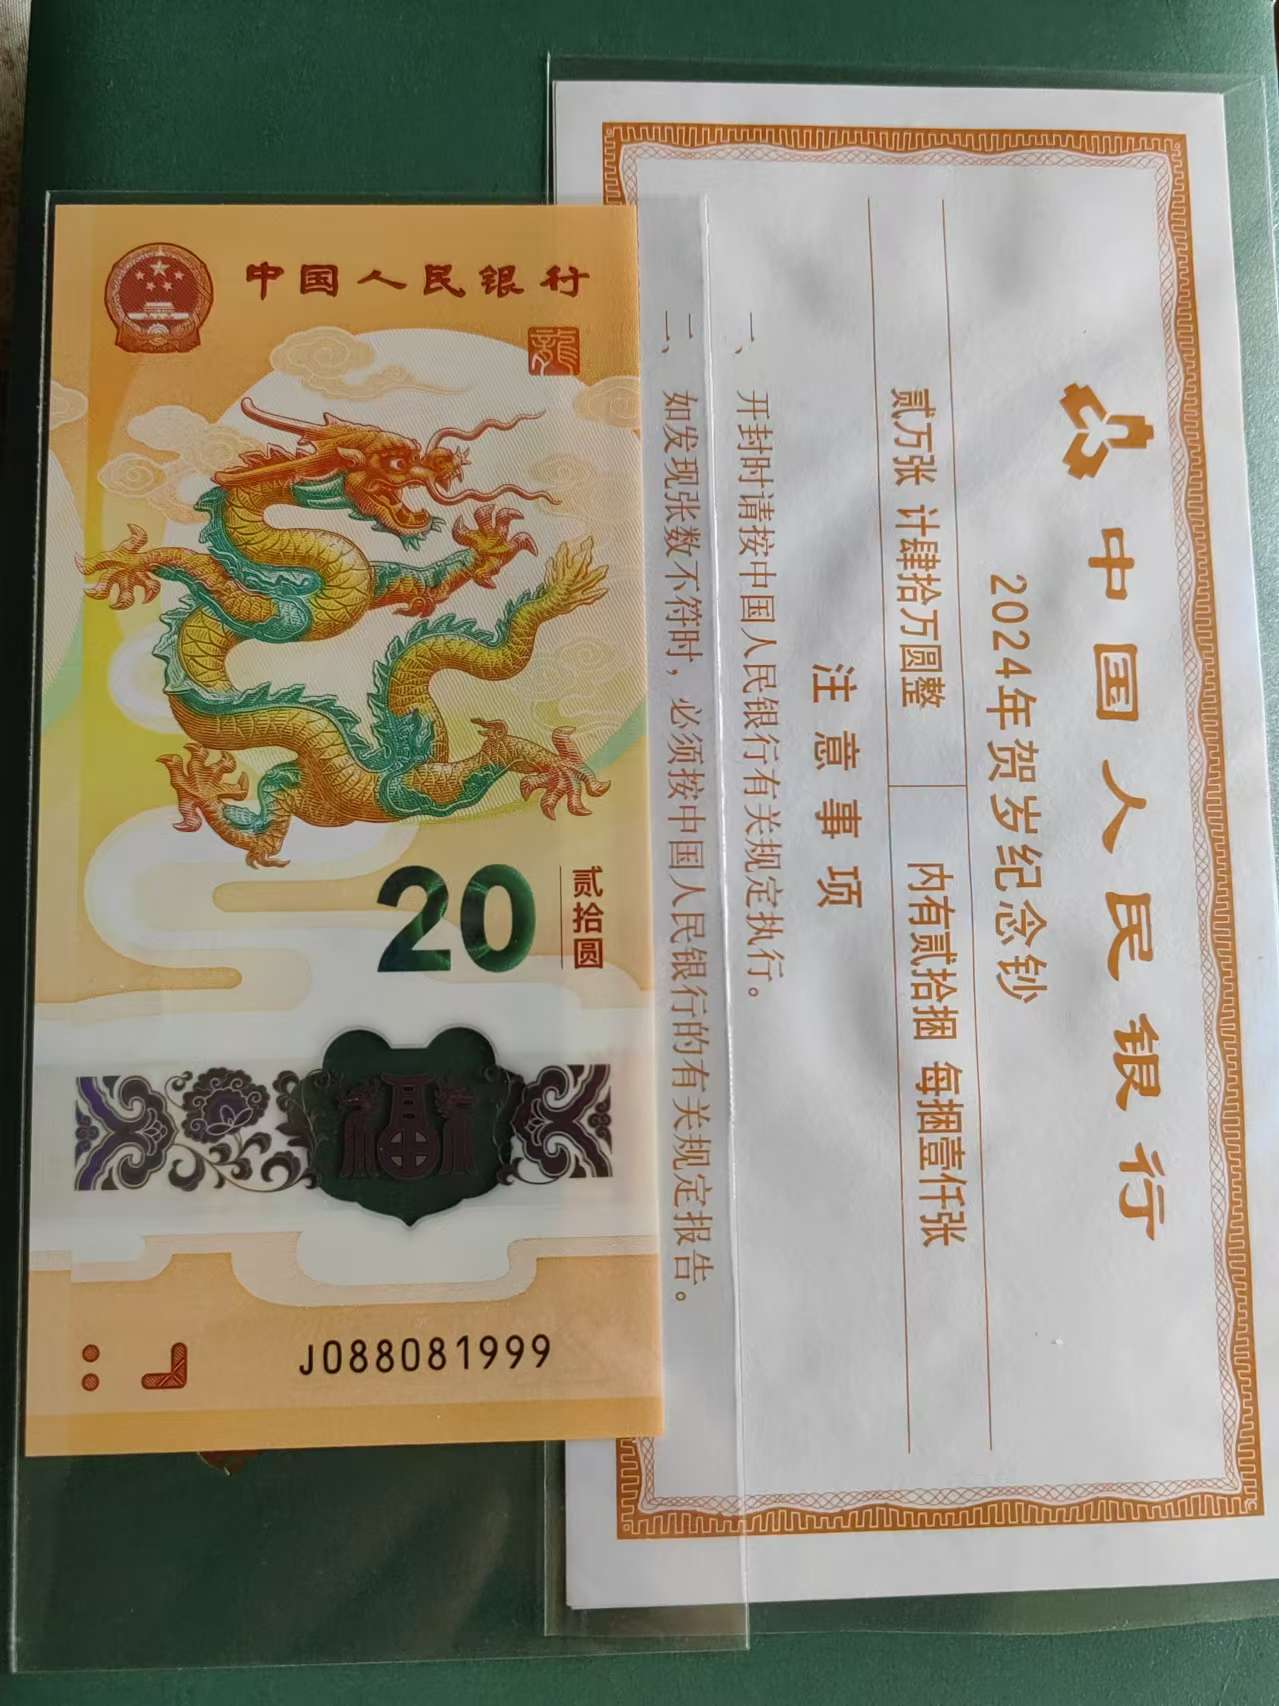 中国人民银行
龍
20
贰拾圆
福
J088081999
中国人民银行
2024年贺岁纪念钞
贰万张 计肆拾万圆整
内有贰拾捆 每捆壹仟张
注意事项
一、开封时请按中国人民银行有关规定执行。
二、如发现张数不符时，必须按中国人民银行的有关规定报告。